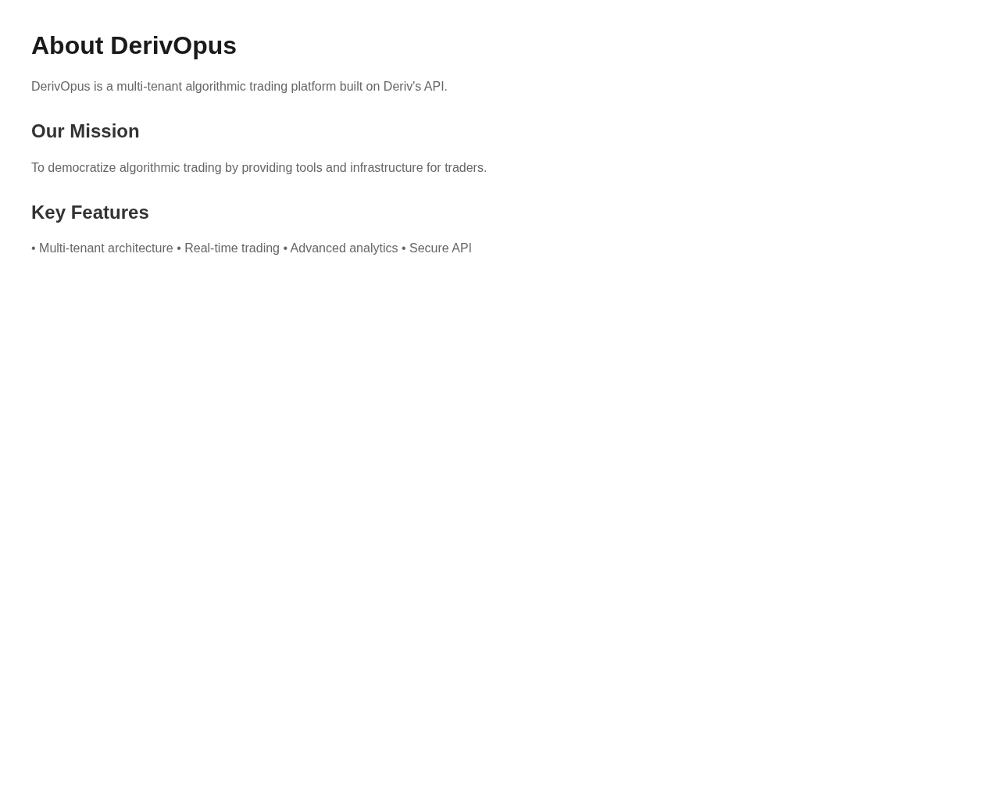 About DerivOpus
DerivOpus is a multi-tenant algorithmic trading platform built on Deriv's API.
Our Mission
To democratize algorithmic trading by providing tools and infrastructure for traders.
Key Features
• Multi-tenant architecture • Real-time trading • Advanced analytics • Secure API